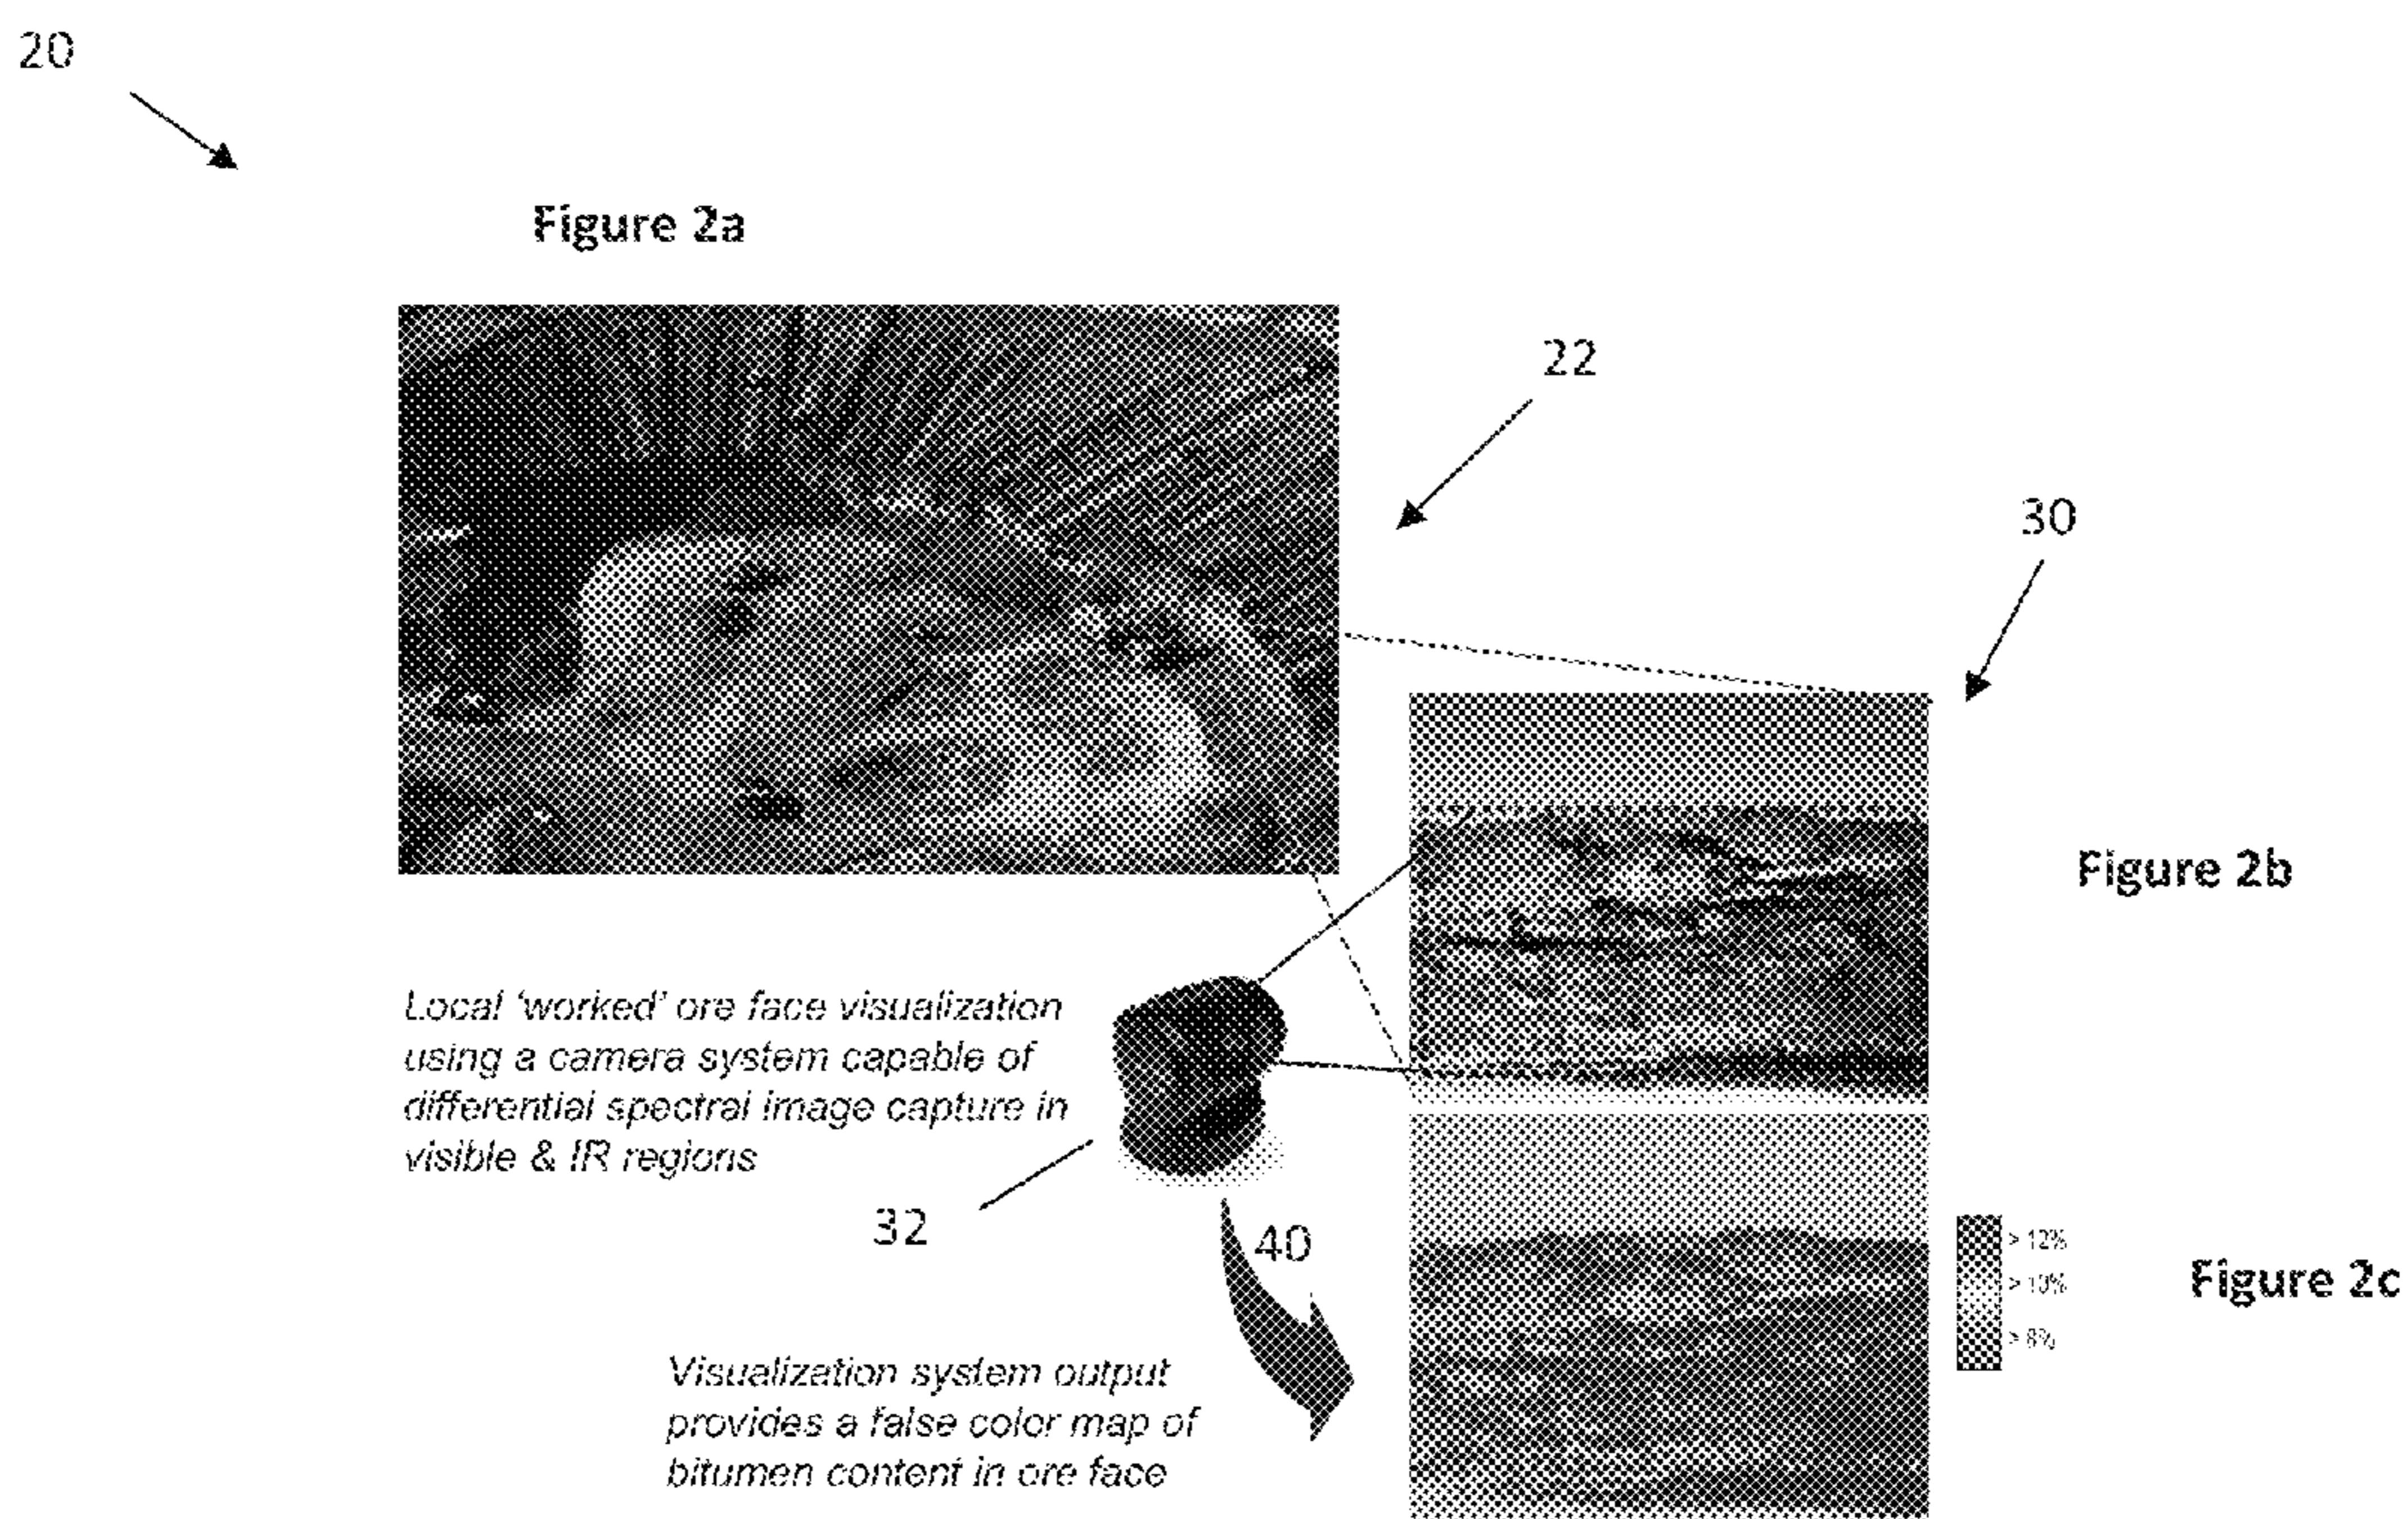 20
Figure 2a
22
30
Figure 2b
Local ‘worked’ ore face visualization
using a camera system capable of
differential spectral image capture in
visible & IR regions
32
40
> 12%
> 10%
> 8%
Figure 2c
Visualization system output
provides a false color map of
bitumen content in ore face